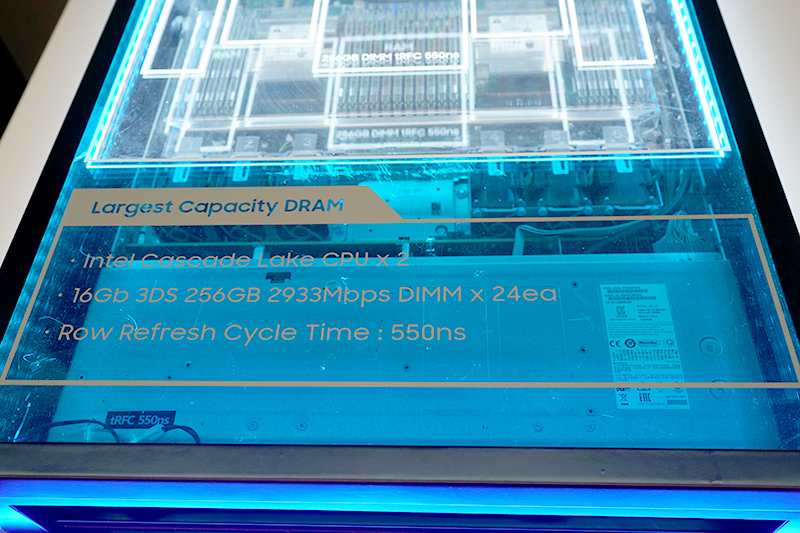 256GB DIMM tRFC 550ns
256GB DIMM tRFC 550ns
Largest Capacity DRAM
· Intel Cascade Lake CPU x 2
· 16Gb 3DS 256GB 2933Mbps DIMM x 24ea
· Row Refresh Cycle Time : 550ns
tRFC 550ns